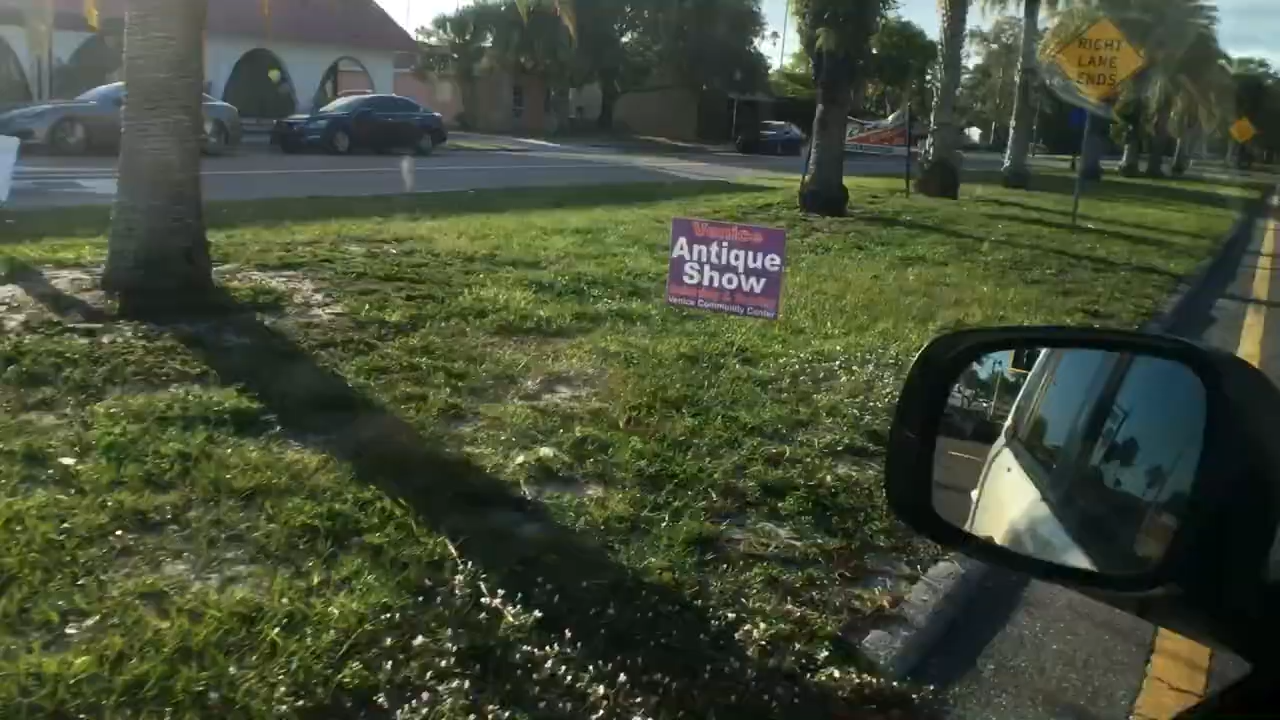 RIGHT
LANE
ENDS
Venice
Antique
Show
Venice Community Center